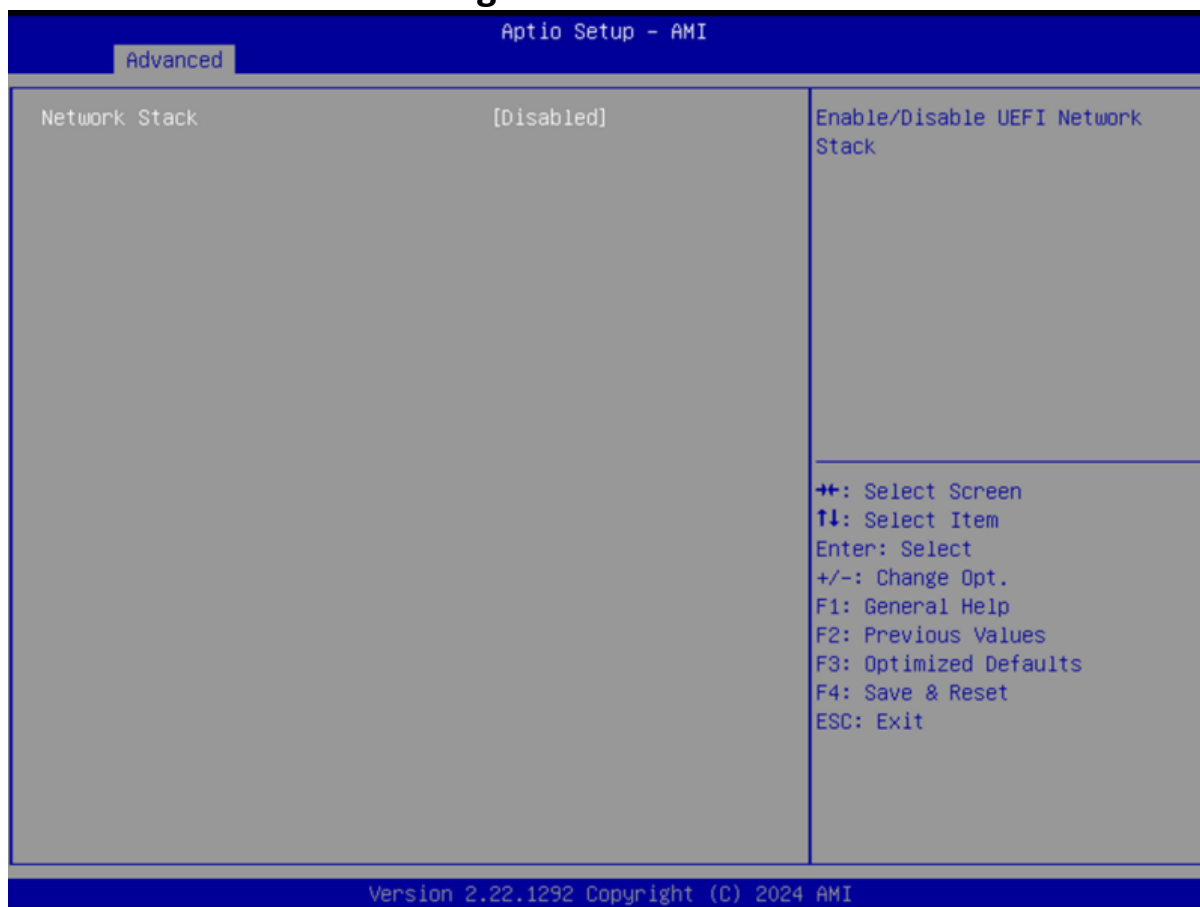 Aptio Setup – AMI
Advanced
Network Stack [Disabled]
Enable/Disable UEFI Network
Stack
→←: Select Screen
↑↓: Select Item
Enter: Select
+/-: Change Opt.
F1: General Help
F2: Previous Values
F3: Optimized Defaults
F4: Save & Reset
ESC: Exit
Version 2.22.1292 Copyright (C) 2024 AMI